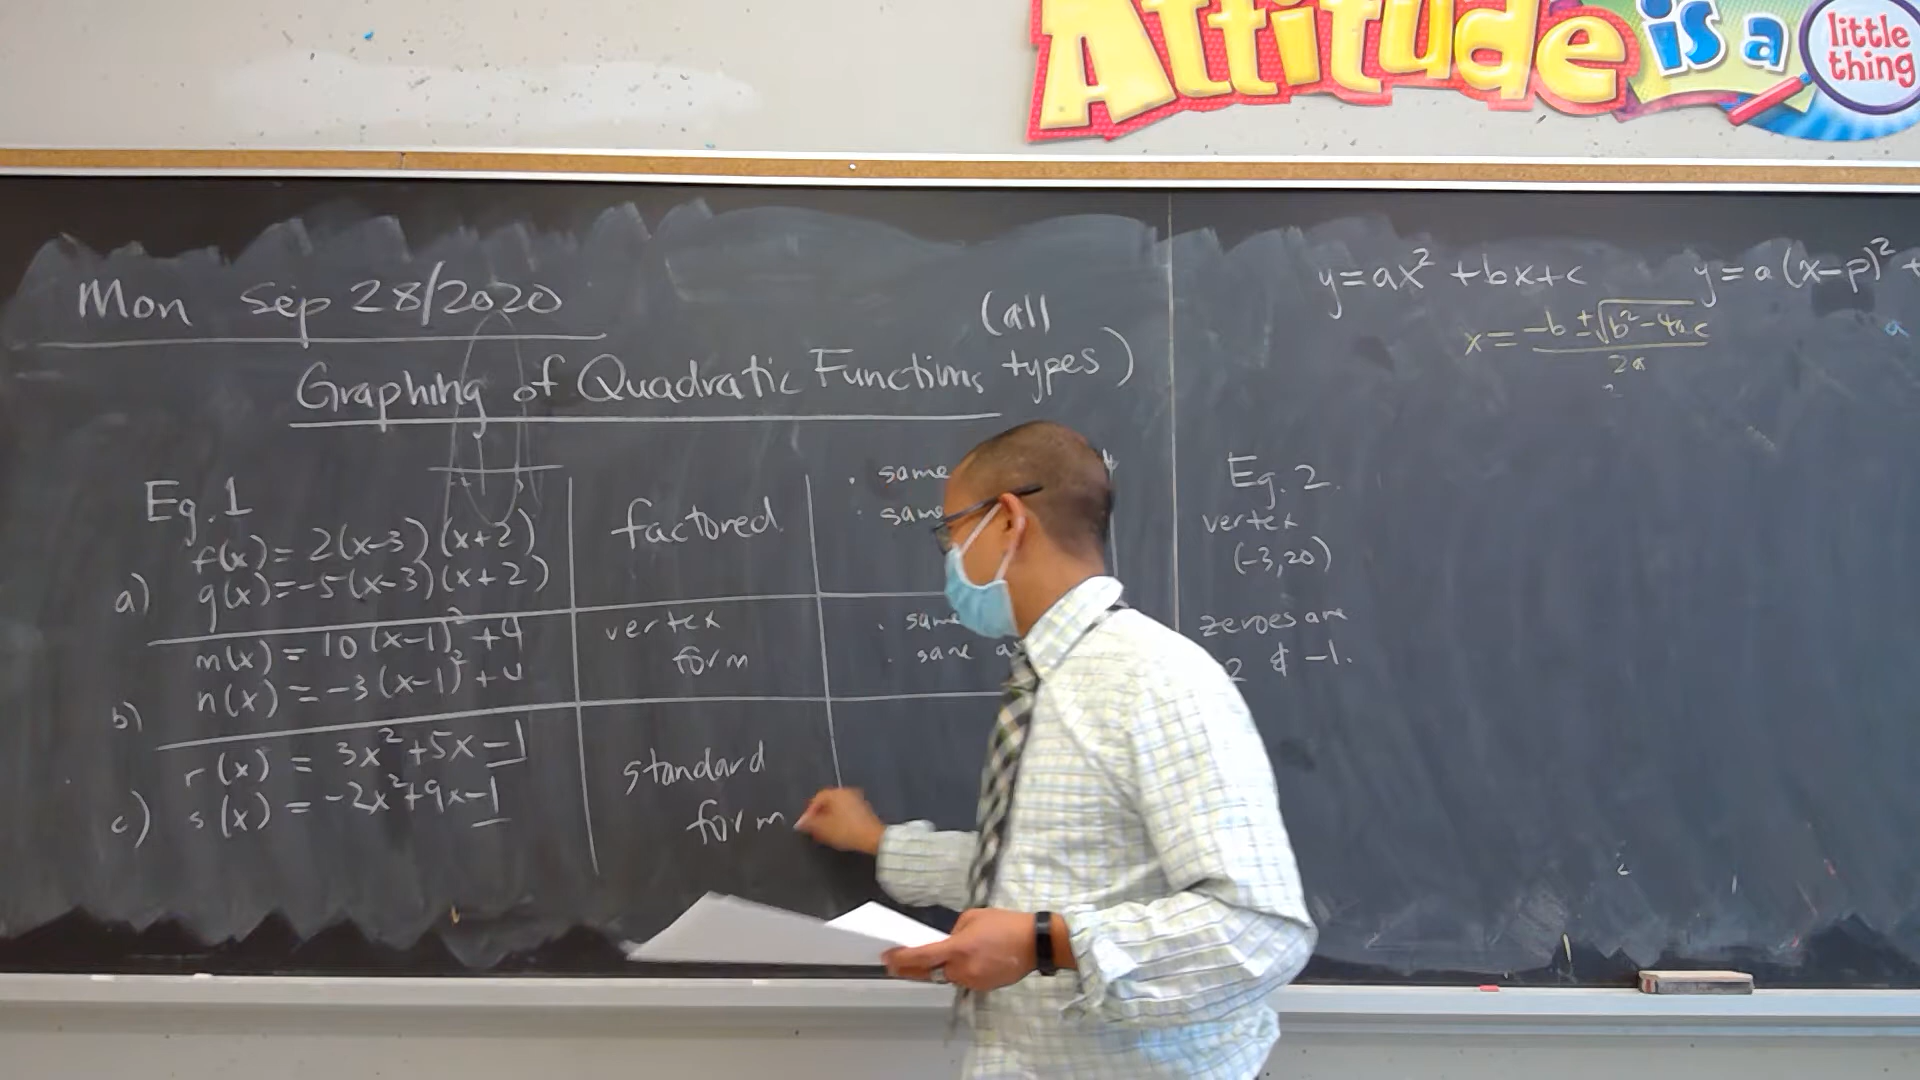 Attitude is a little thing
Mon Sep 28/2020
(all types)
Graphing of Quadratic Functions
Eg. 1
a) f(x) = 2(x-3)(x+2)
g(x) = -5(x-3)(x+2)
factored
· same
· same
b) m(x) = 10(x-1)² + 4
n(x) = -3(x-1)² + 4
vertex
form
· same
· same
c) r(x) = 3x² + 5x - 1
s(x) = -2x² + 9x - 1
standard
form
y = ax² + bx + c
y = a(x-p)² +
x = (-b ± √(b² - 4ac))/2a
a
Eg. 2.
vertex
(-3, 20)
zeroes are
2 & -1.